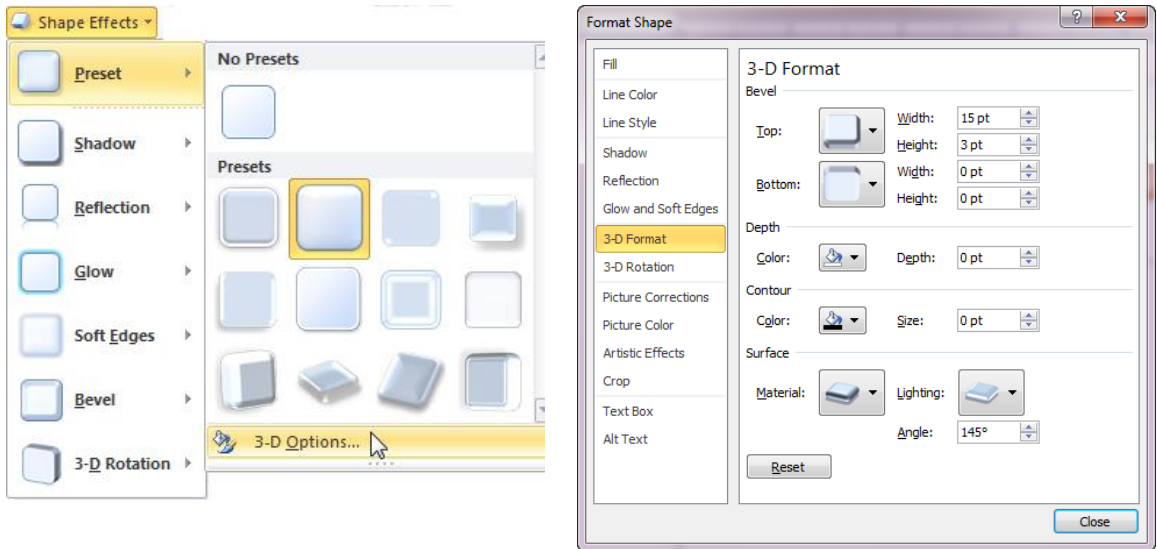 Shape Effects
Preset
Shadow
Reflection
Glow
Soft Edges
Bevel
3-D Rotation
No Presets
Presets
3-D Options...
Format Shape
?
Fill
Line Color
Line Style
Shadow
Reflection
Glow and Soft Edges
3-D Format
3-D Rotation
Picture Corrections
Picture Color
Artistic Effects
Crop
Text Box
Alt Text
3-D Format
Bevel
Top: Width: 15 pt
Height: 3 pt
Bottom: Width: 0 pt
Height: 0 pt
Depth
Color: Depth: 0 pt
Contour
Color: Size: 0 pt
Surface
Material: Lighting:
Angle: 145°
Reset
Close